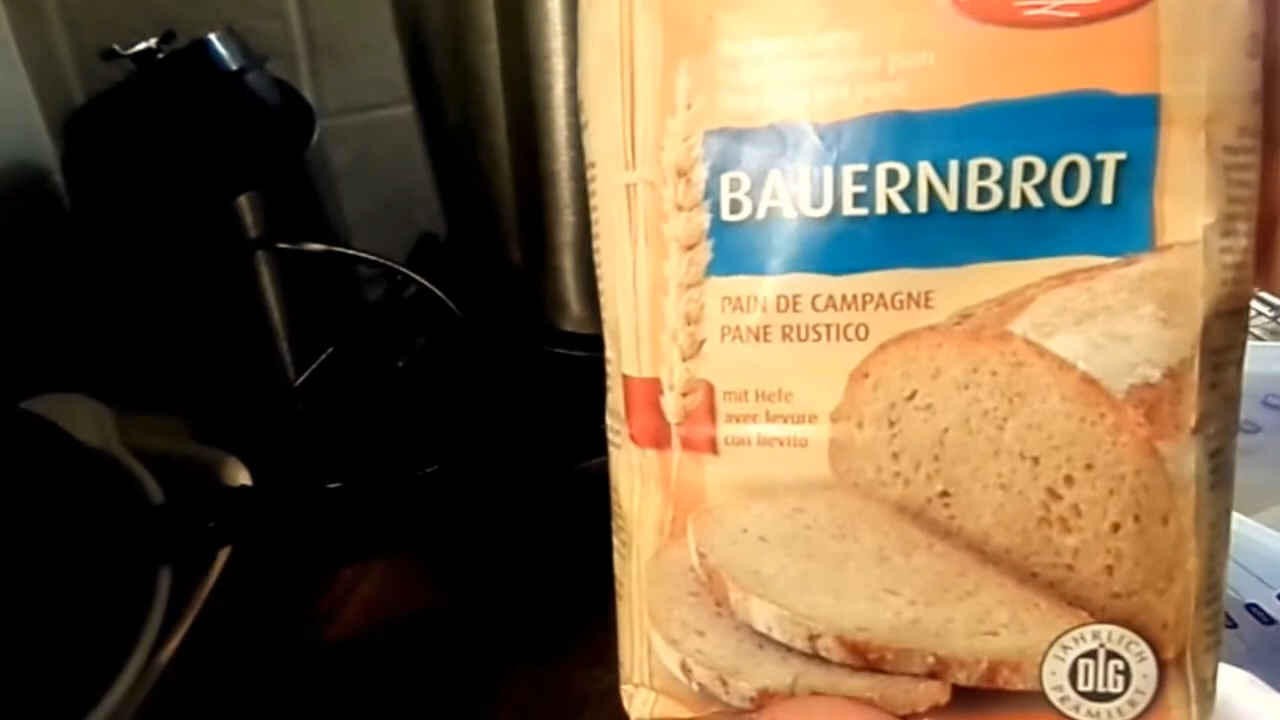 BAUERNBROT
PAIN DE CAMPAGNE
PANE RUSTICO
mit Hefe
avec levure
con lievito
JÄHRLICH
DLG
PRÄMIERT